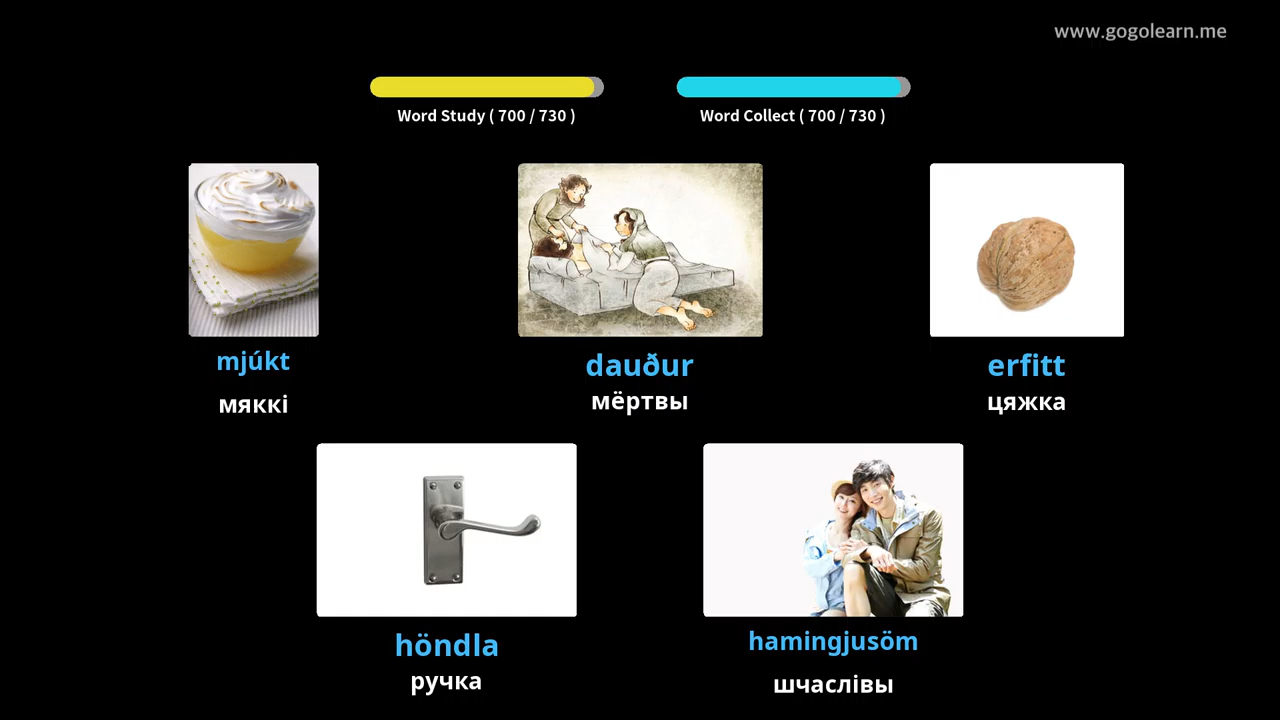 www.gogolearn.me
Word Study ( 700 / 730 )
Word Collect ( 700 / 730 )
mjúkt
мяккі
dauður
мёртвы
erfitt
цяжка
höndla
ручка
hamingjusöm
шчаслівы